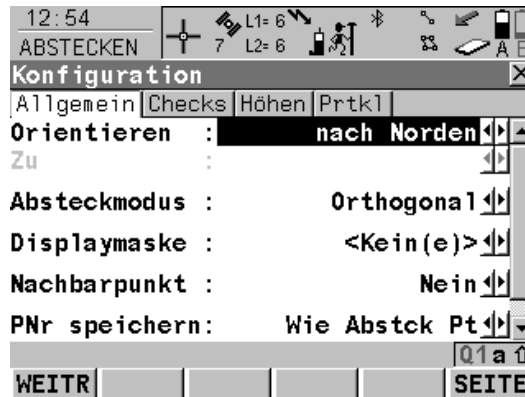 12:54
L1= 6
ABSTECKEN
7 L2= 6
A
Konfiguration
Allgemein Checks Höhen Prtkl
Orientieren : nach Norden
Zu :
Absteckmodus : Orthogonal
Displaymaske : <Kein(e)>
Nachbarpunkt : Nein
PNr speichern: Wie Abstck Pt
Q1 a
WEITR SEITE